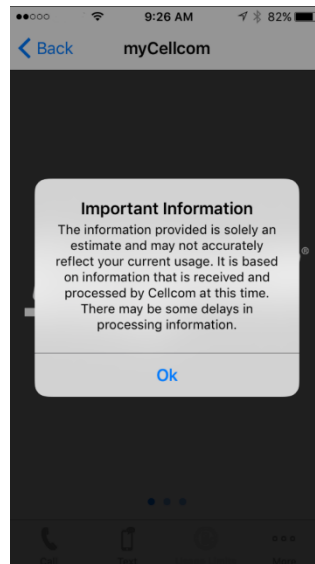 9:26 AM
82%
Back
myCellcom
Important Information
The information provided is solely an
estimate and may not accurately
reflect your current usage. It is based
on information that is received and
processed by Cellcom at this time.
There may be some delays in
processing information.
®
Ok
Call
Text
More